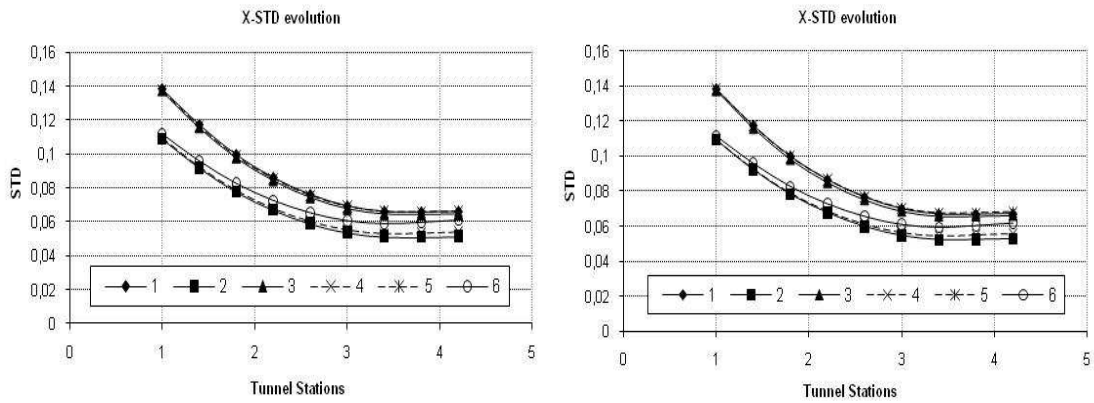 X-STD evolution
0,16
0,14
0,12
0,1
0,08
0,06
0,04
0,02
0
STD
1 2 3 4 5 6
0 1 2 3 4 5
Tunnel Stations
X-STD evolution
0,16
0,14
0,12
0,1
0,08
0,06
0,04
0,02
0
STD
1 2 3 4 5 6
0 1 2 3 4 5
Tunnel Stations